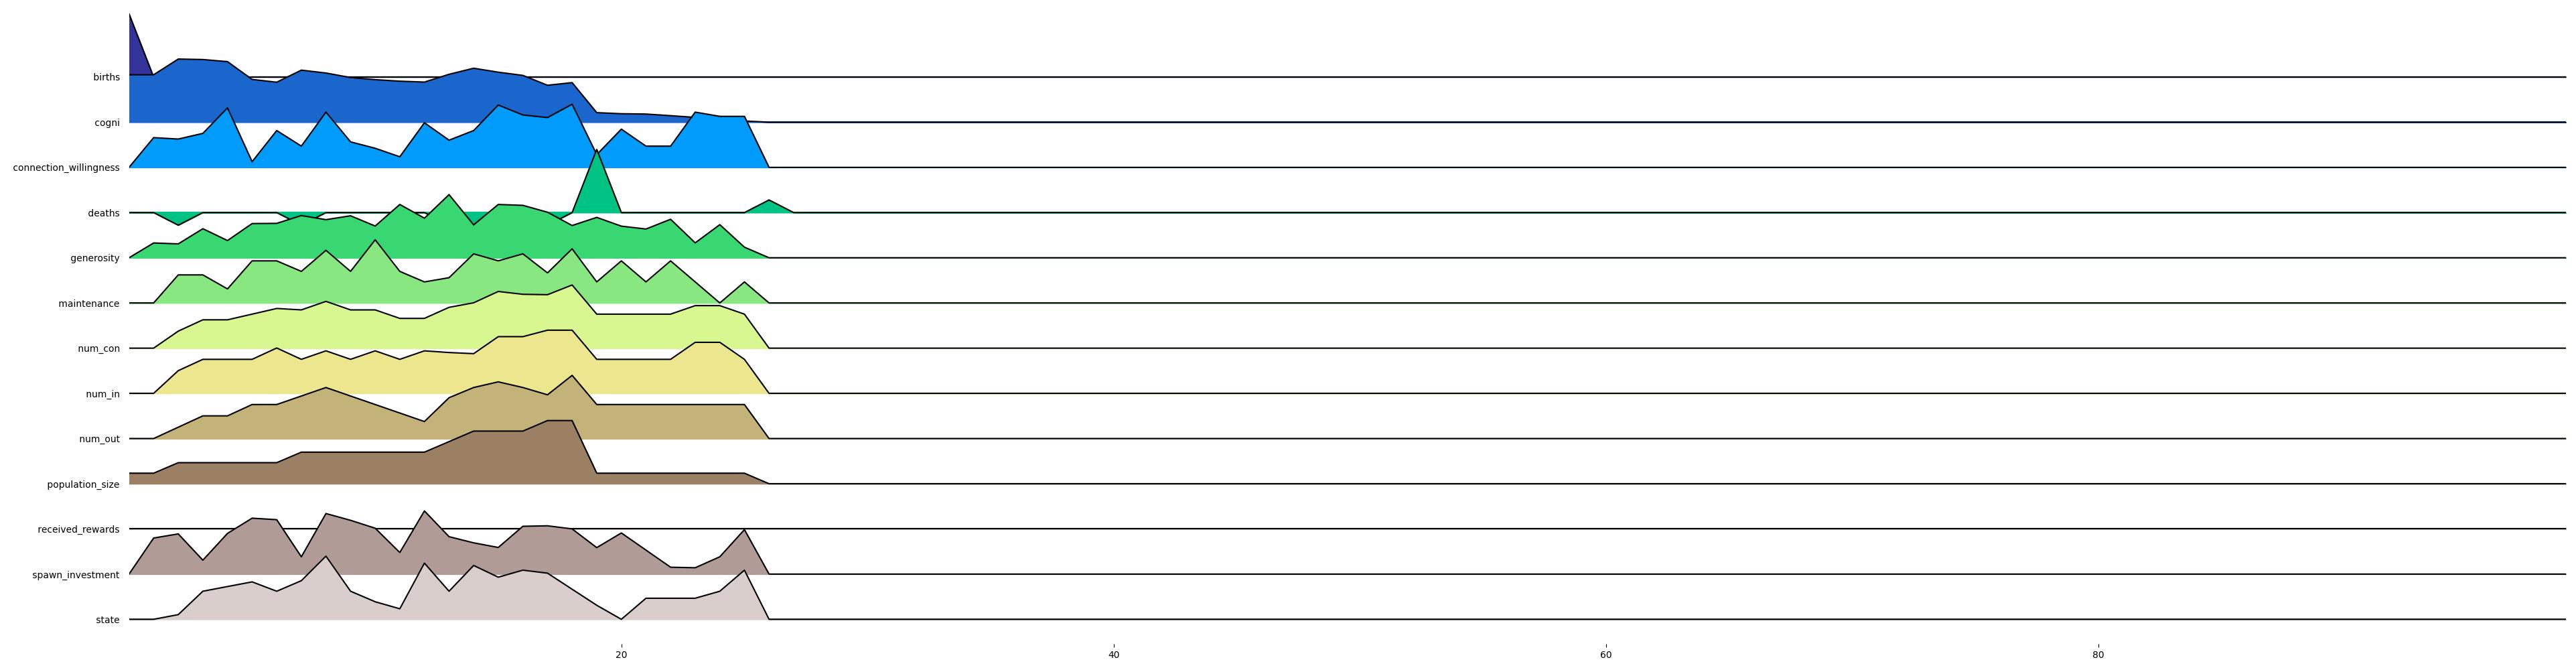 births
cogni
connection_willingness
deaths
generosity
maintenance
num_con
num_in
num_out
population_size
received_rewards
spawn_investment
state
20 40 60 80